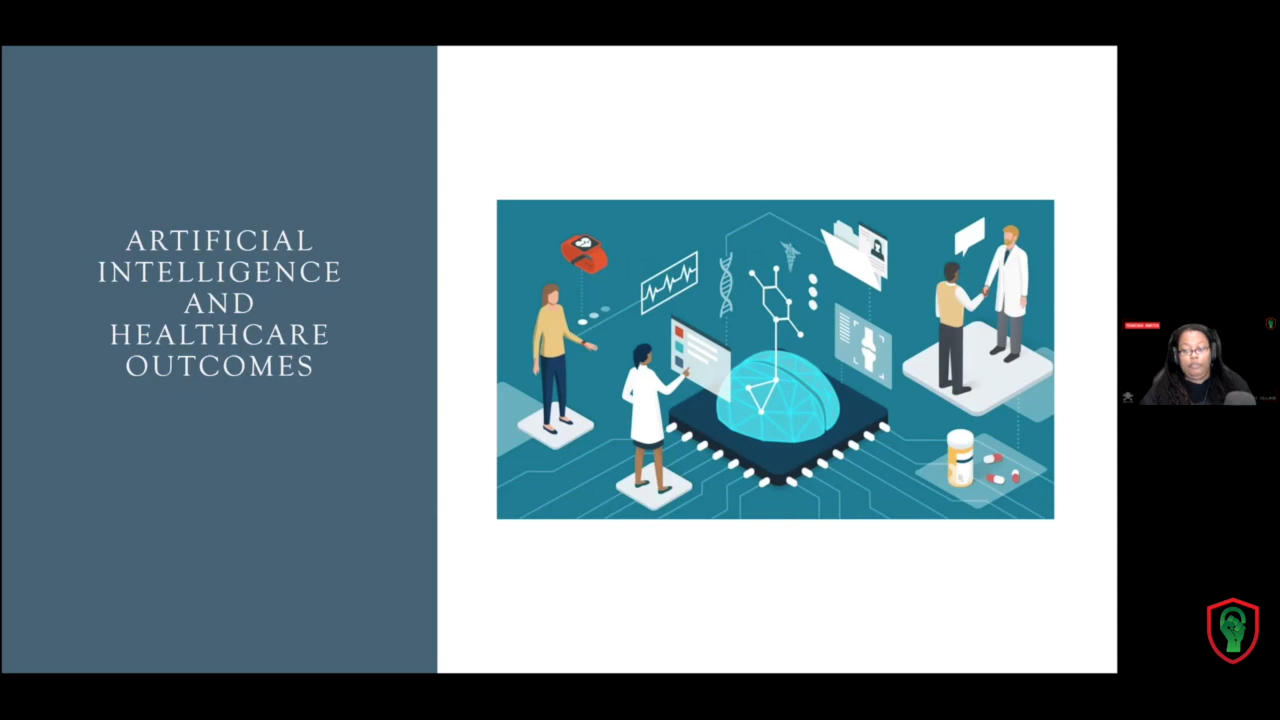 ARTIFICIAL
INTELLIGENCE
AND
HEALTHCARE
OUTCOMES